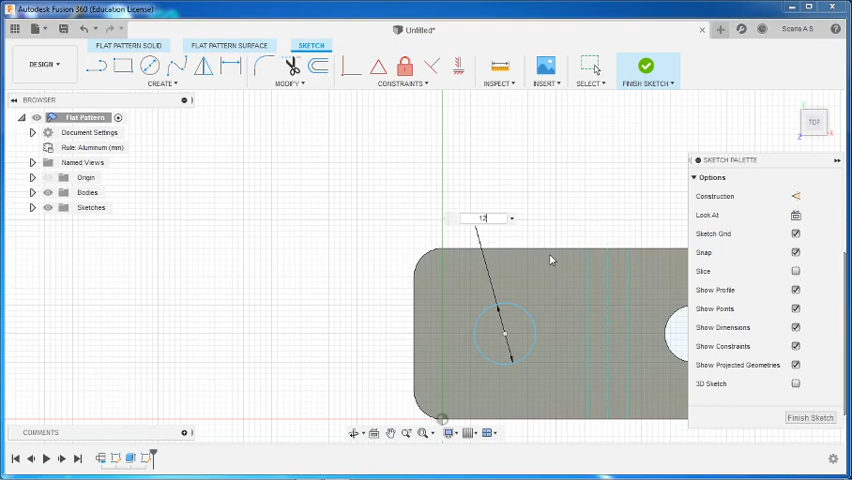 Autodesk Fusion 360 (Education License)
Untitled*
Scaria A S
FLAT PATTERN SOLID FLAT PATTERN SURFACE SKETCH
DESIGN
CREATE MODIFY CONSTRAINTS INSPECT INSERT SELECT FINISH SKETCH
BROWSER
Flat Pattern
Document Settings
Rule: Aluminum (mm)
Named Views
Origin
Bodies
Sketches
12
TOP
X
Z
SKETCH PALETTE
Options
Construction
Look At
Sketch Grid
Snap
Slice
Show Profile
Show Points
Show Dimensions
Show Constraints
Show Projected Geometries
3D Sketch
Finish Sketch
COMMENTS